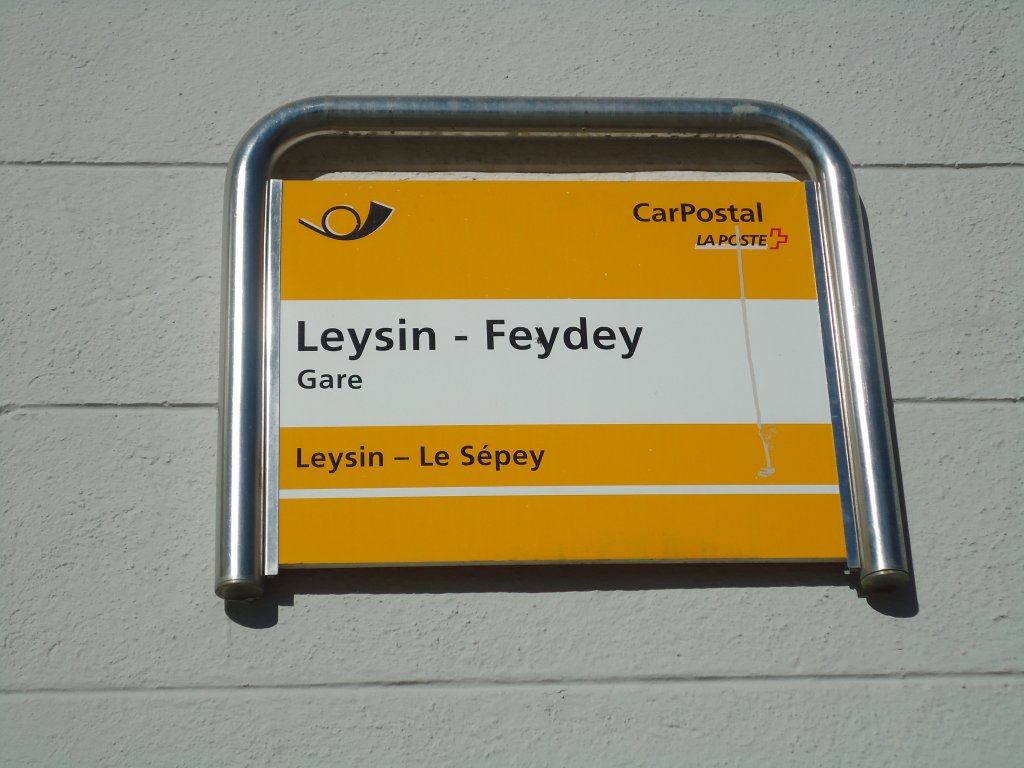 CarPostal
LA POSTE
Leysin - Feydey
Gare
Leysin – Le Sépey